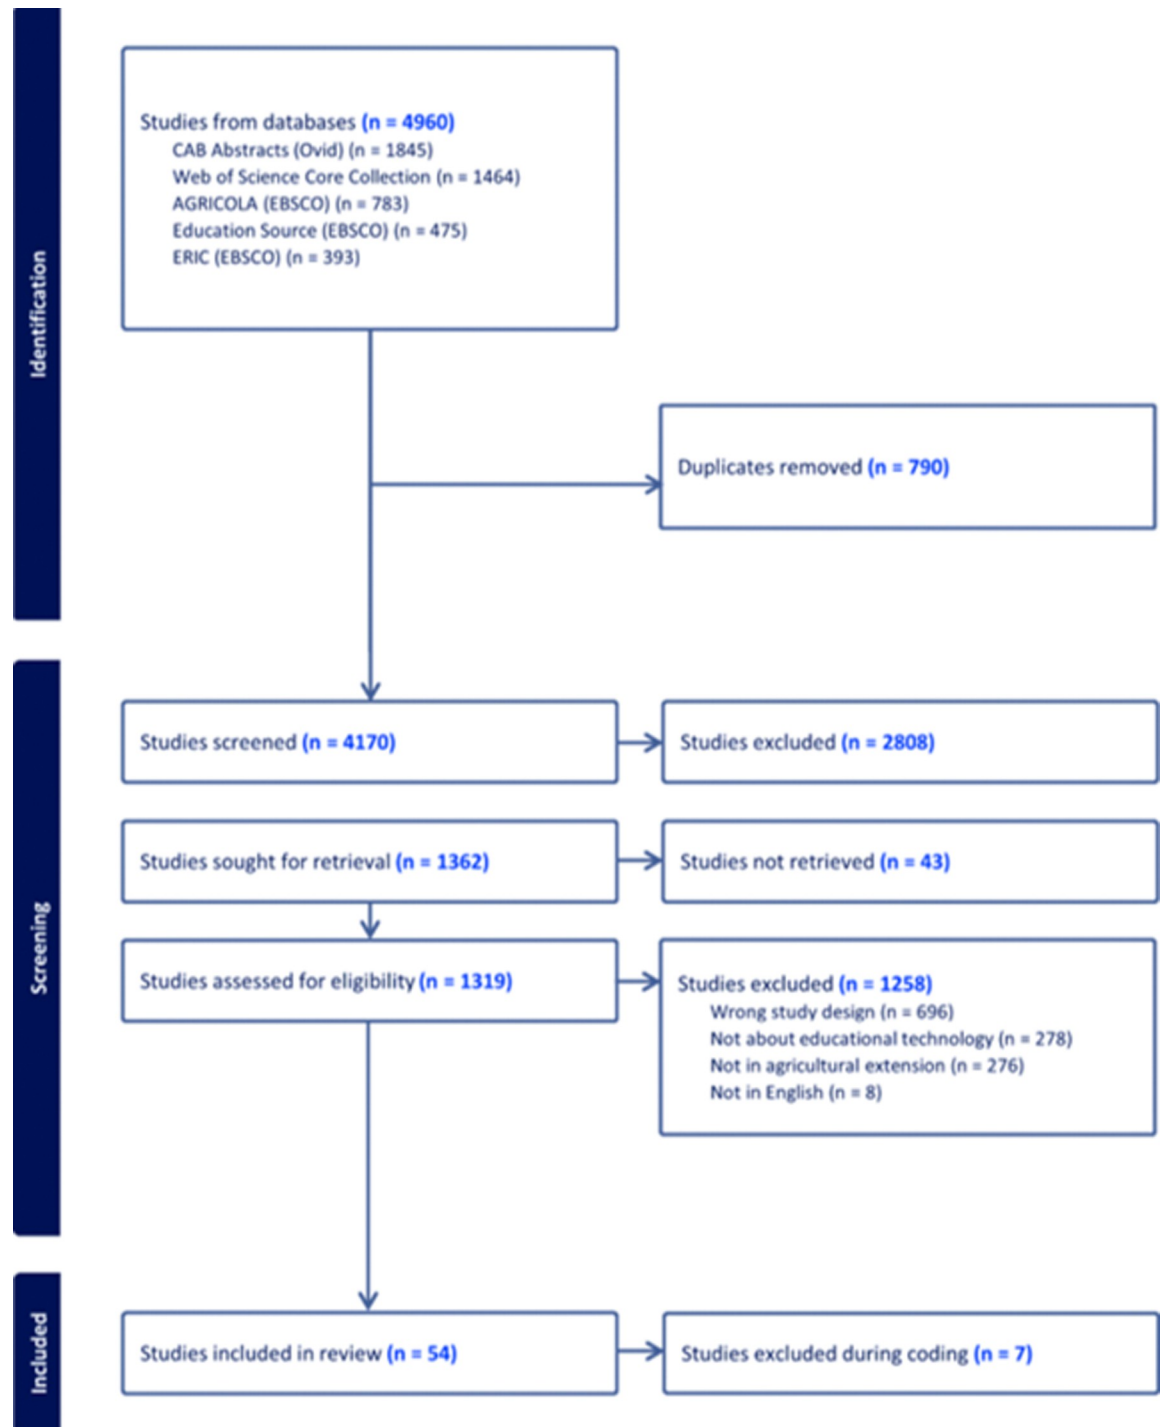 Identification
Studies from databases (n = 4960)
CAB Abstracts (Ovid) (n = 1845)
Web of Science Core Collection (n = 1464)
AGRICOLA (EBSCO) (n = 783)
Education Source (EBSCO) (n = 475)
ERIC (EBSCO) (n = 393)
Duplicates removed (n = 790)
Screening
Studies screened (n = 4170)
Studies excluded (n = 2808)
Studies sought for retrieval (n = 1362)
Studies not retrieved (n = 43)
Studies assessed for eligibility (n = 1319)
Studies excluded (n = 1258)
Wrong study design (n = 696)
Not about educational technology (n = 278)
Not in agricultural extension (n = 276)
Not in English (n = 8)
Included
Studies included in review (n = 54)
Studies excluded during coding (n = 7)